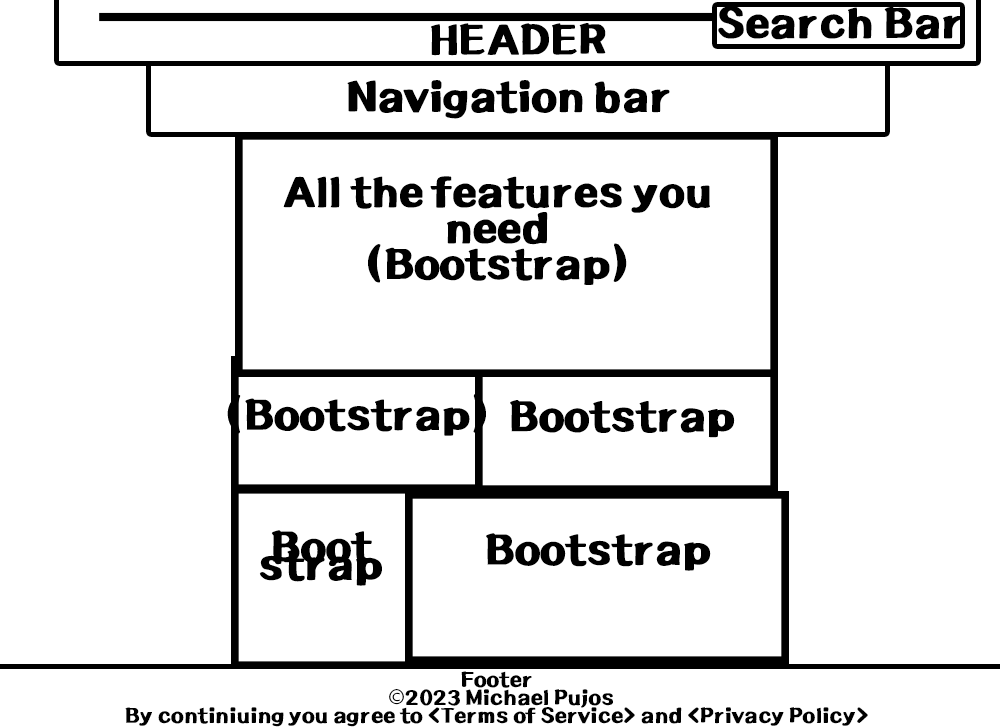 Search Bar
HEADER
Navigation bar
All the features you
need
(Bootstrap)
(Bootstrap)
Bootstrap
Boot
strap
Bootstrap
Footer
©2023 Michael Pujos
By continiuing you agree to <Terms of Service> and <Privacy Policy>